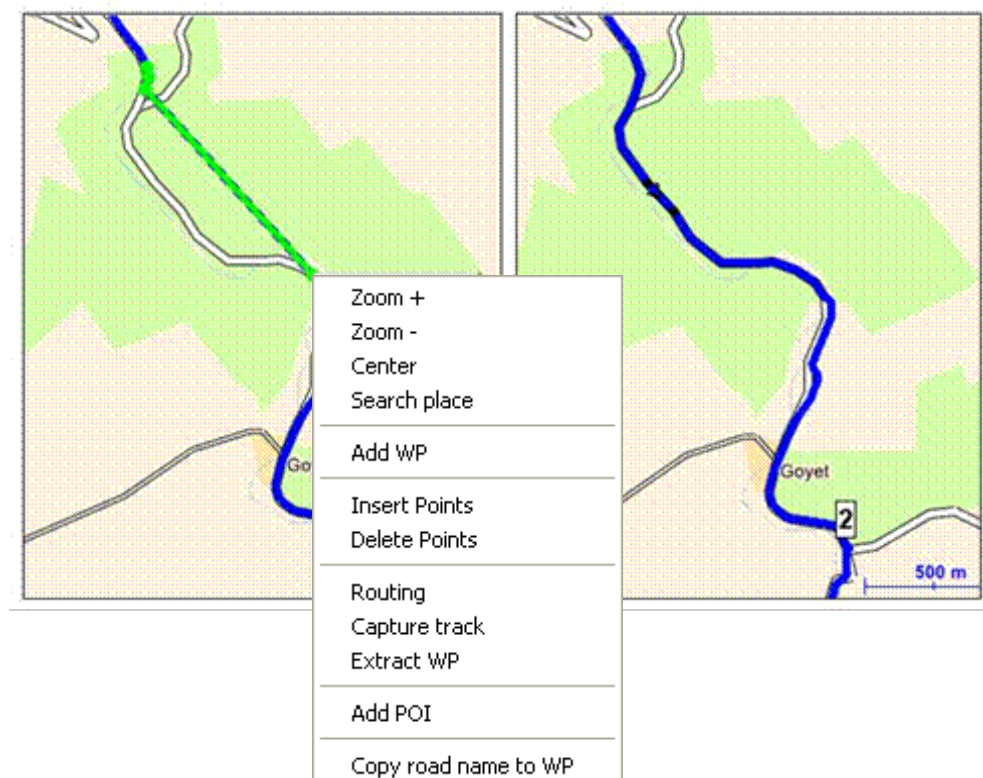 Zoom +
Zoom -
Center
Search place
Add WP
Go
Insert Points
Delete Points
Routing
Capture track
Extract WP
Add POI
Copy road name to WP
Goyet
2
500 m